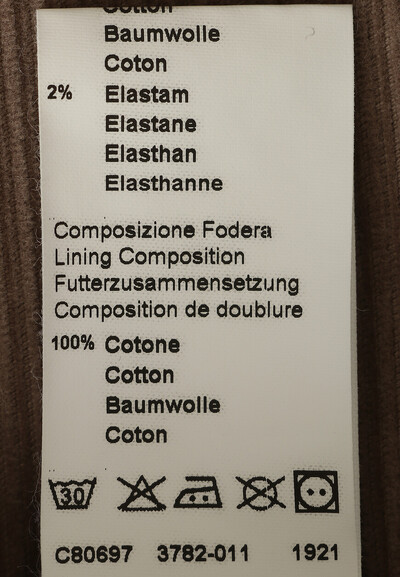 Cotton
Baumwolle
Coton
2% Elastam
Elastane
Elasthan
Elasthanne
Composizione Fodera
Lining Composition
Futterzusammensetzung
Composition de doublure
100% Cotone
Cotton
Baumwolle
Coton
30
C80697 3782-011 1921